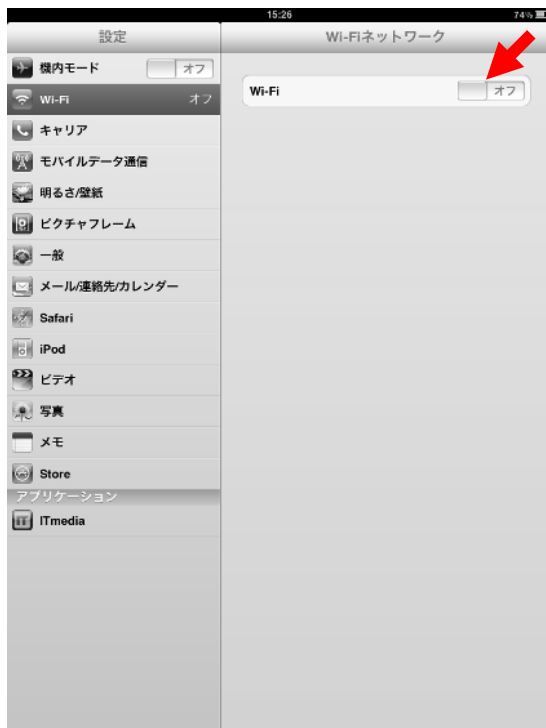 15:26
74%
設定
機内モード
オフ
Wi-Fi
オフ
キャリア
モバイルデータ通信
明るさ/壁紙
ピクチャフレーム
一般
メール/連絡先/カレンダー
Safari
iPod
ビデオ
写真
メモ
Store
アプリケーション
ITmedia
Wi-Fiネットワーク
Wi-Fi
オフ